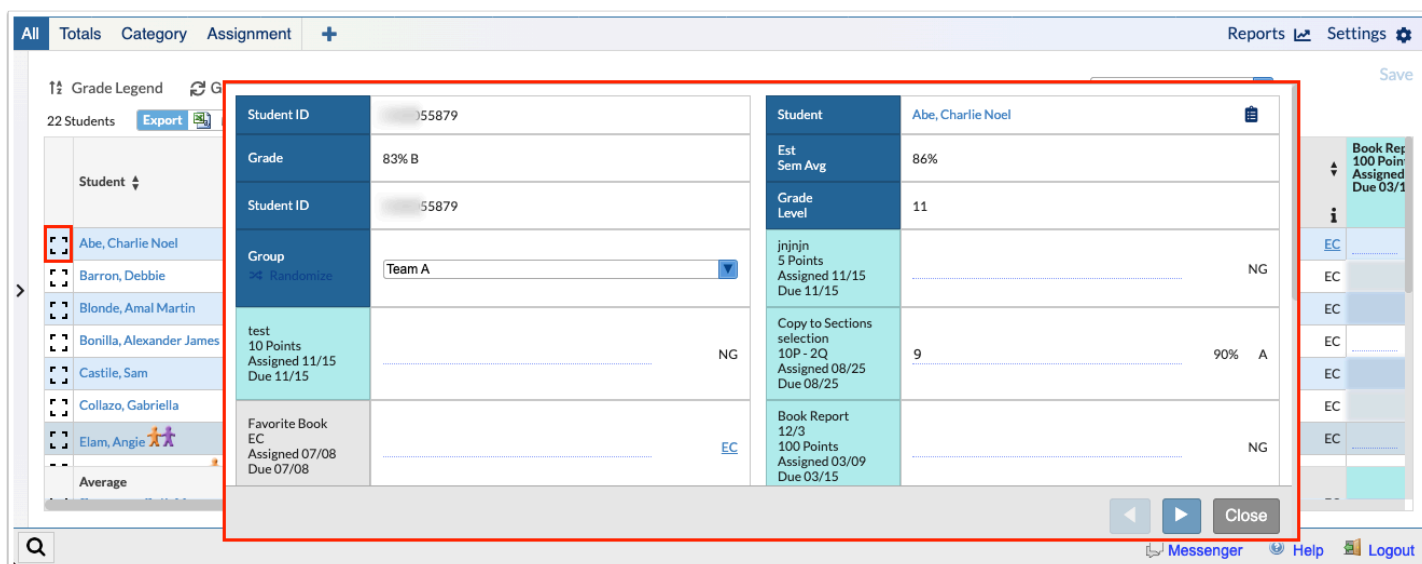 All Totals Category Assignment
Reports Settings
Grade Legend G
Save
22 Students Export
Student
Abe, Charlie Noel
Barron, Debbie
Blonde, Amal Martin
Bonilla, Alexander James
Castile, Sam
Collazo, Gabriella
Elam, Angie
Average
Student ID
55879
Student
Abe, Charlie Noel
Grade
83% B
Est
Sem Avg
86%
Student ID
55879
Grade
Level
11
Group
Randomize
Team A
jnjnjn
5 Points
Assigned 11/15
Due 11/15
NG
test
10 Points
Assigned 11/15
Due 11/15
NG
Copy to Sections
selection
10P - 2Q
Assigned 08/25
Due 08/25
9
90% A
Favorite Book
EC
Assigned 07/08
Due 07/08
EC
Book Report
12/3
100 Points
Assigned 03/09
Due 03/15
NG
Close
Book Rep
100 Poin
Assigned
Due 03/1
i
EC
EC
EC
EC
EC
EC
EC
Messenger Help Logout